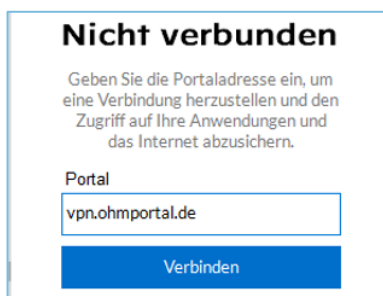 Nicht verbunden
Geben Sie die Portaladresse ein, um
eine Verbindung herzustellen und den
Zugriff auf Ihre Anwendungen und
das Internet abzusichern.
Portal
vpn.ohmportal.de
Verbinden